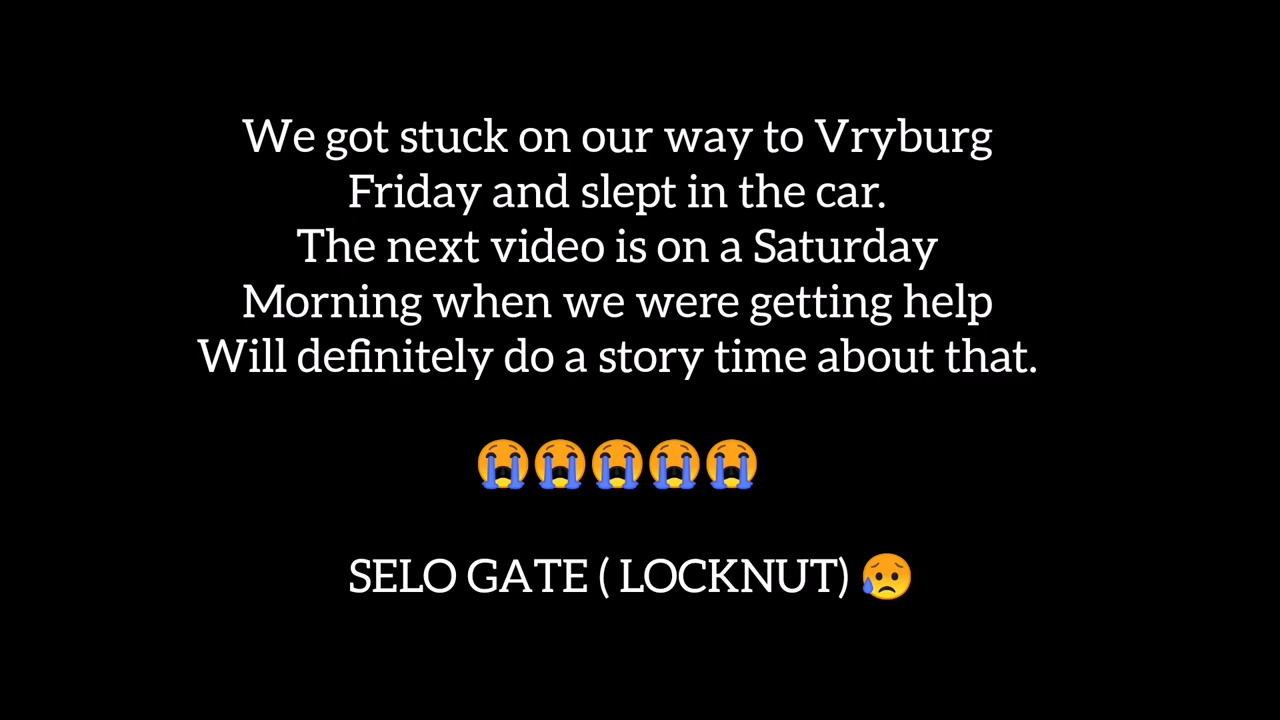 We got stuck on our way to Vryburg
Friday and slept in the car.
The next video is on a Saturday
Morning when we were getting help
Will definitely do a story time about that.
😭😭😭😭😭
SELO GATE ( LOCKNUT) 😥